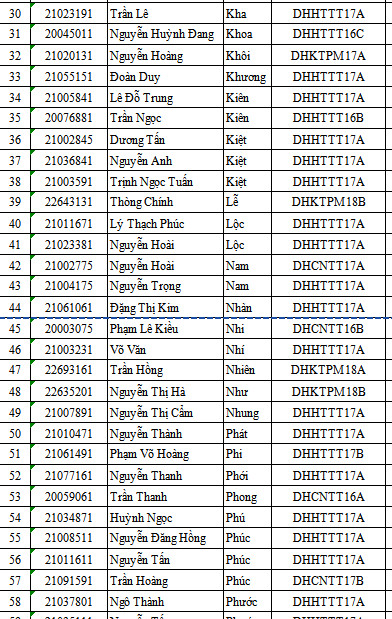 30 21023191 Trần Lê Kha DHHTTT17A
31 20045011 Nguyễn Huỳnh Đang Khoa DHHTTT16C
32 21020131 Nguyễn Hoàng Khôi DHKTPM17A
33 21055151 Đoàn Duy Khương DHHTTT17A
34 21005841 Lê Đỗ Trung Kiên DHHTTT17A
35 20076881 Trần Ngọc Kiên DHHTTT16B
36 21002845 Dương Tấn Kiệt DHHTTT17A
37 21036841 Nguyễn Anh Kiệt DHHTTT17A
38 21003591 Trịnh Ngọc Tuấn Kiệt DHHTTT17A
39 22643131 Thòng Chính Lễ DHKTPM18B
40 21011671 Lý Thạch Phúc Lộc DHHTTT17A
41 21023381 Nguyễn Hoài Lộc DHHTTT17A
42 21002775 Nguyễn Hoài Nam DHCNTT17A
43 21004175 Nguyễn Trọng Nam DHHTTT17A
44 21061061 Đặng Thị Kim Nhàn DHHTTT17A
45 20003075 Phạm Lê Kiều Nhi DHCNTT16B
46 21003231 Võ Văn Nhí DHHTTT17A
47 22693161 Trần Hồng Nhiên DHKTPM18A
48 22635201 Nguyễn Thị Hà Như DHKTPM18B
49 21007891 Nguyễn Thị Cẩm Nhung DHHTTT17A
50 21010471 Nguyễn Thành Phát DHHTTT17A
51 21061491 Phạm Võ Hoàng Phi DHHTTT17B
52 21077161 Nguyễn Thanh Phới DHHTTT17A
53 20059061 Trần Thanh Phong DHCNTT16A
54 21034871 Huỳnh Ngọc Phú DHHTTT17A
55 21008511 Nguyễn Đăng Hồng Phúc DHHTTT17A
56 21011611 Nguyễn Tấn Phúc DHHTTT17A
57 21091591 Trần Hoàng Phúc DHCNTT17B
58 21037801 Ngô Thành Phước DHHTTT17A